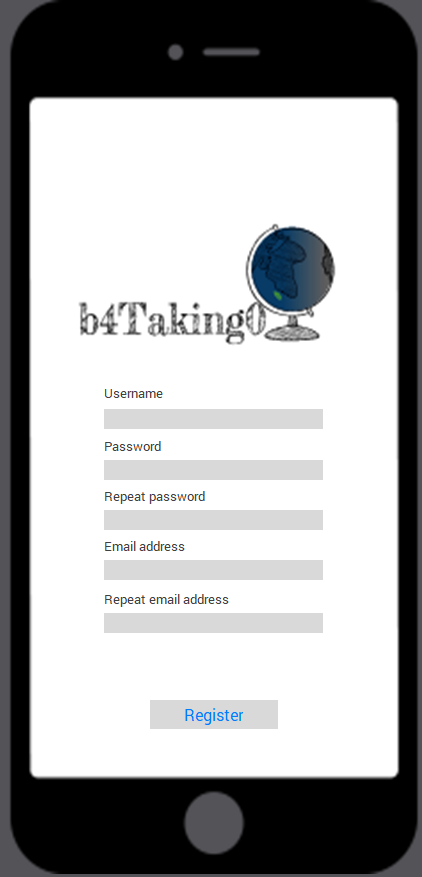 b4Taking0
Username
Password
Repeat password
Email address
Repeat email address
Register